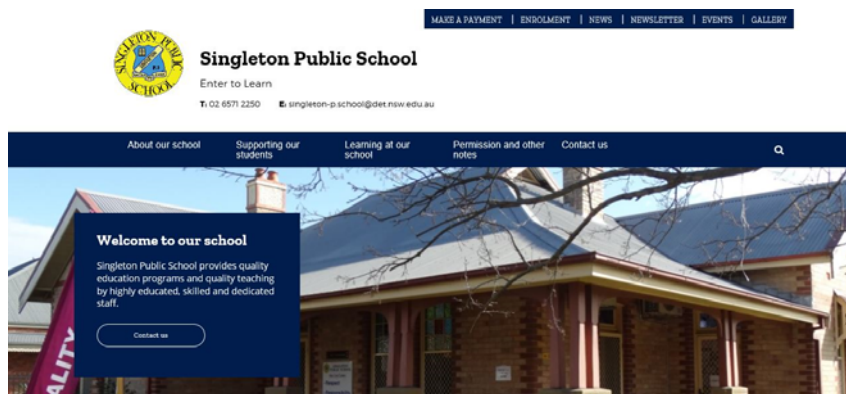 MAKE A PAYMENT | ENROLMENT | NEWS | NEWSLETTER | EVENTS | GALLERY
SINGLETON PUBLIC SCHOOL
Singleton Public School
Enter to Learn
T: 02 6571 2250 E: singleton-p.school@det.nsw.edu.au
About our school
Supporting our
students
Learning at our
school
Permission and other
notes
Contact us
Welcome to our school
Singleton Public School provides quality
education programs and quality teaching
by highly educated, skilled and dedicated
staff.
Contact us
ALITY